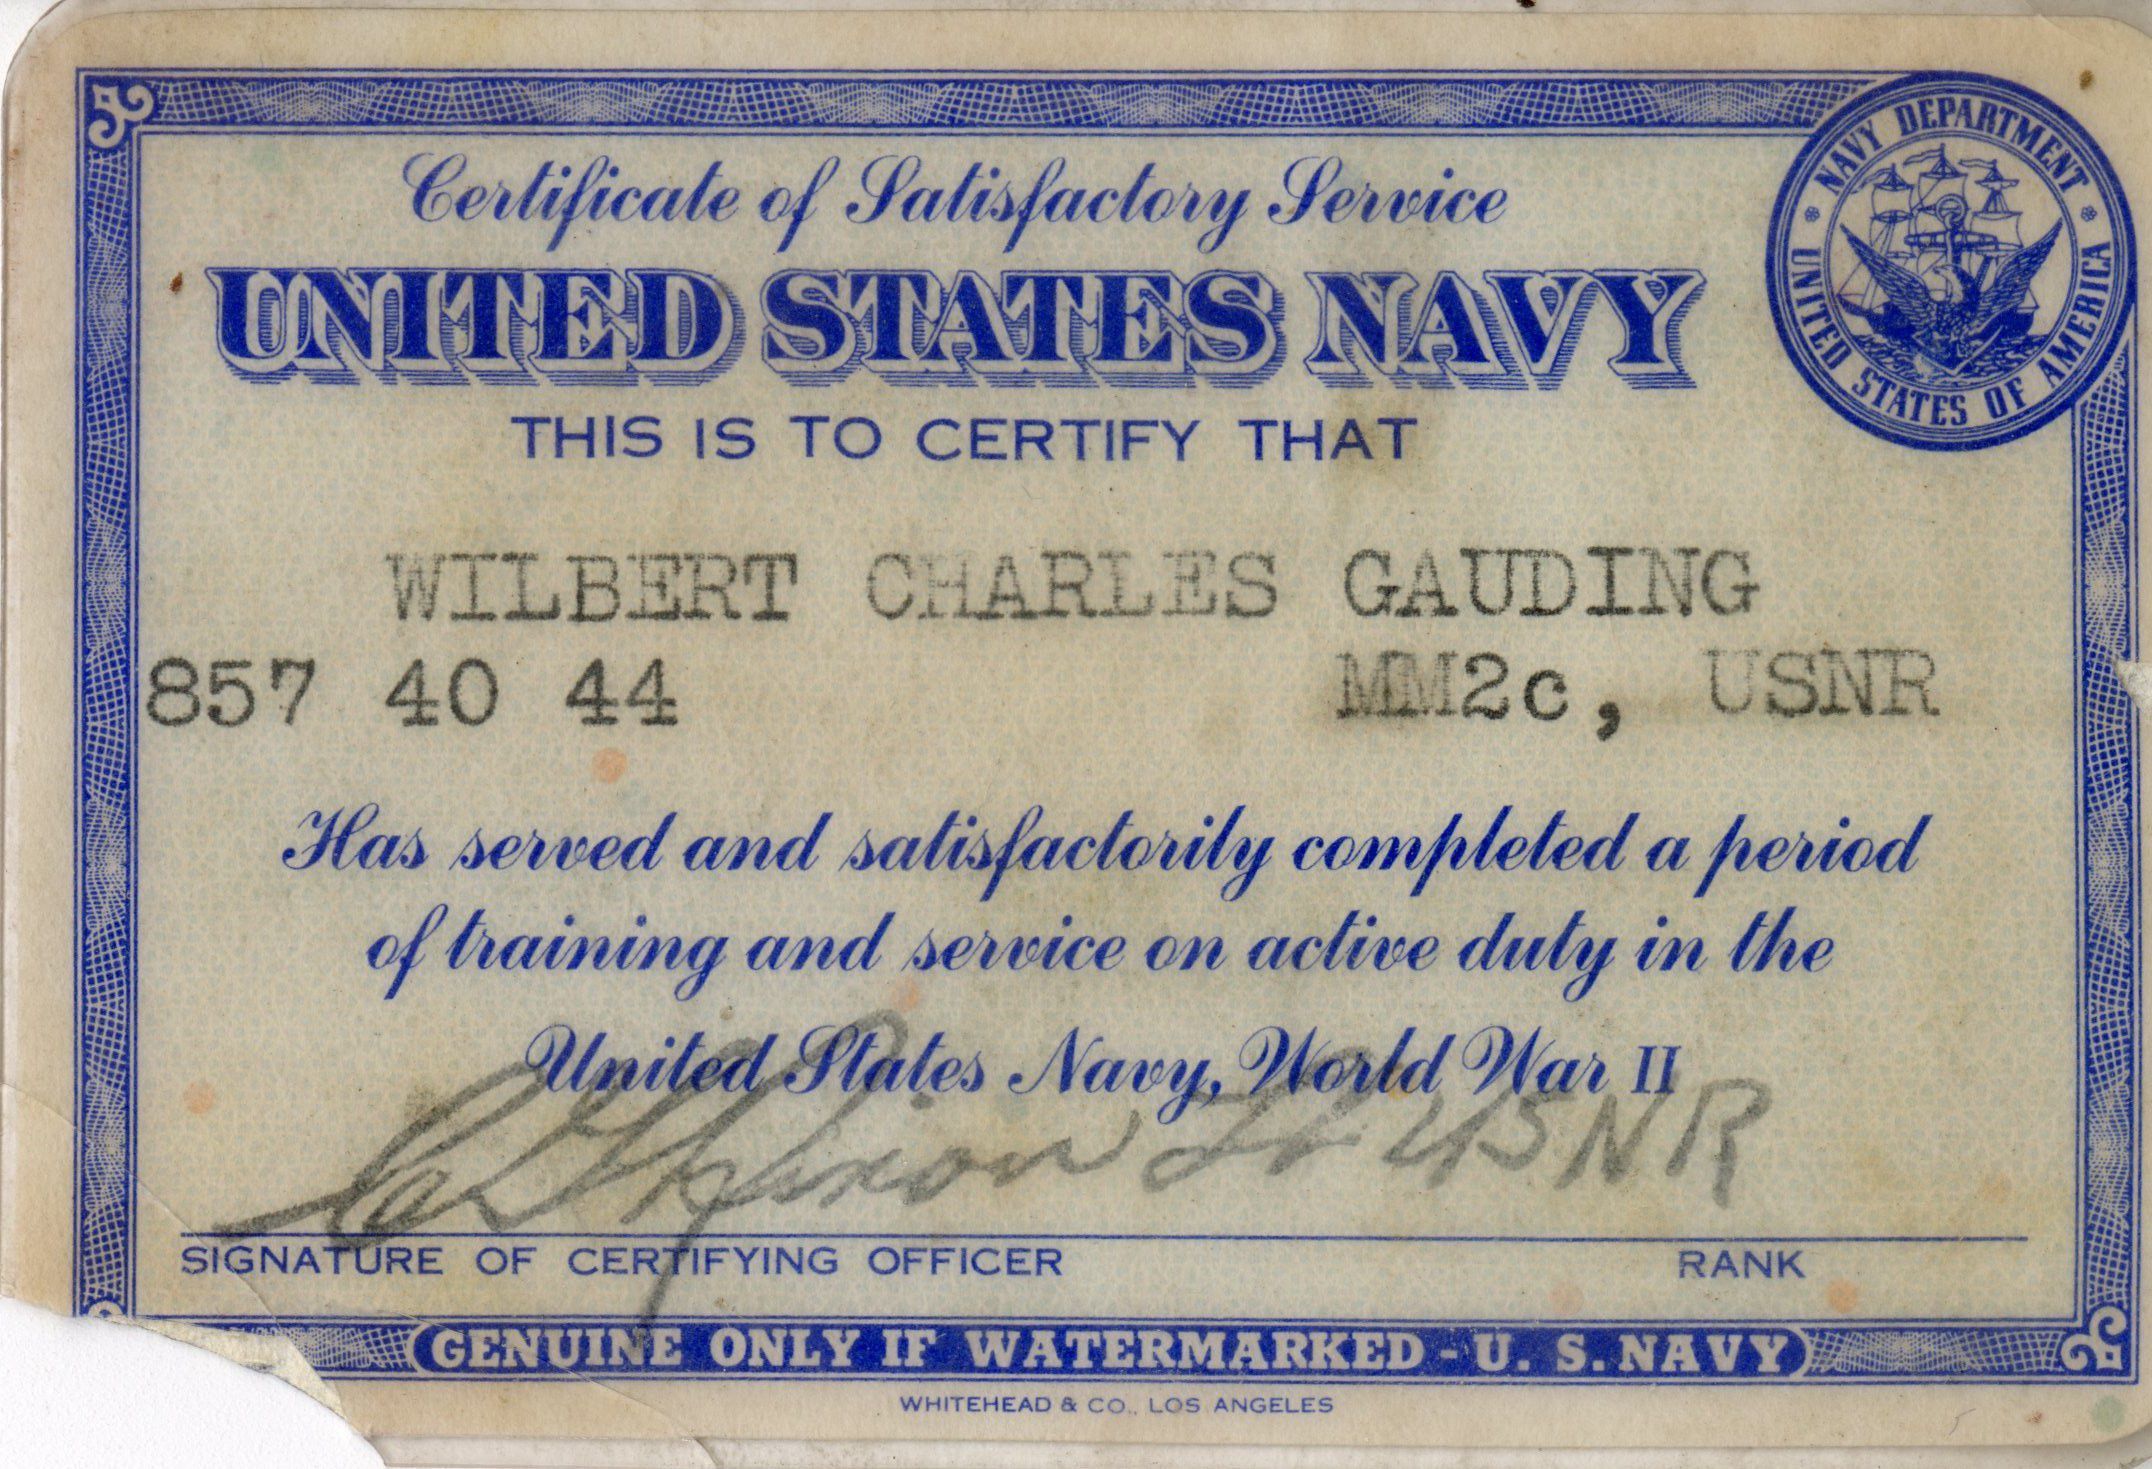 NAVY DEPARTMENT
UNITED STATES OF AMERICA
Certificate of Satisfactory Service
UNITED STATES NAVY
THIS IS TO CERTIFY THAT
WILBERT CHARLES GAUDING
857 40 44 MM2c, USNR
Has served and satisfactorily completed a period
of training and service on active duty in the
United States Navy, World War II
USNR
SIGNATURE OF CERTIFYING OFFICER RANK
GENUINE ONLY IF WATERMARKED - U. S. NAVY
WHITEHEAD & CO., LOS ANGELES